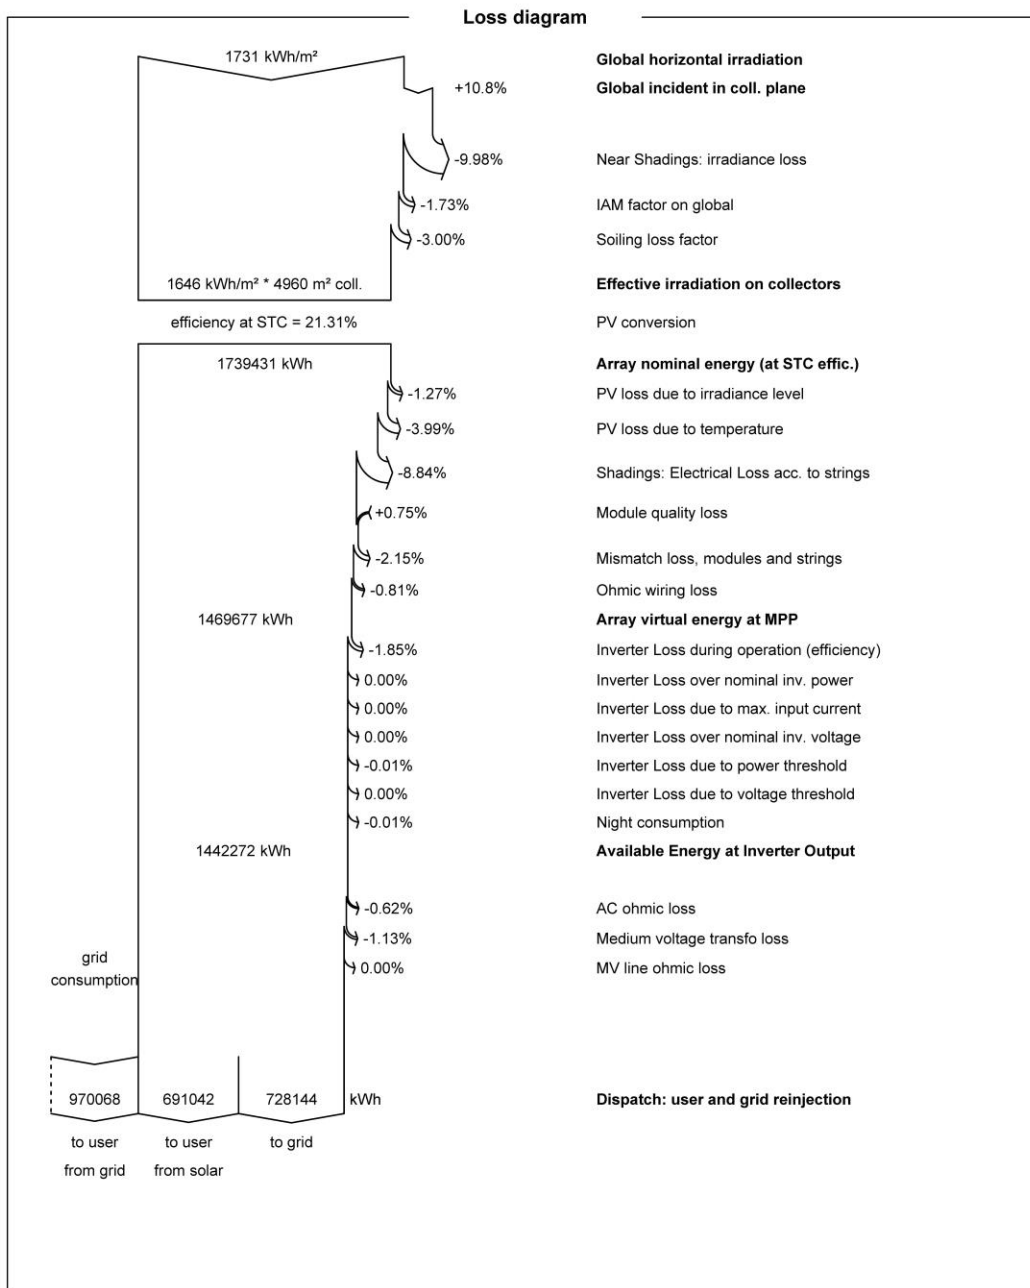 Loss diagram
1731 kWh/m² Global horizontal irradiation
+10.8% Global incident in coll. plane
-9.98% Near Shadings: irradiance loss
-1.73% IAM factor on global
-3.00% Soiling loss factor
1646 kWh/m² * 4960 m² coll. Effective irradiation on collectors
efficiency at STC = 21.31% PV conversion
1739431 kWh Array nominal energy (at STC effic.)
-1.27% PV loss due to irradiance level
-3.99% PV loss due to temperature
-8.84% Shadings: Electrical Loss acc. to strings
+0.75% Module quality loss
-2.15% Mismatch loss, modules and strings
-0.81% Ohmic wiring loss
1469677 kWh Array virtual energy at MPP
-1.85% Inverter Loss during operation (efficiency)
0.00% Inverter Loss over nominal inv. power
0.00% Inverter Loss due to max. input current
0.00% Inverter Loss over nominal inv. voltage
-0.01% Inverter Loss due to power threshold
0.00% Inverter Loss due to voltage threshold
-0.01% Night consumption
1442272 kWh Available Energy at Inverter Output
-0.62% AC ohmic loss
-1.13% Medium voltage transfo loss
0.00% MV line ohmic loss
grid
consumption
970068 691042 728144 kWh Dispatch: user and grid reinjection
to user to user to grid
from grid from solar